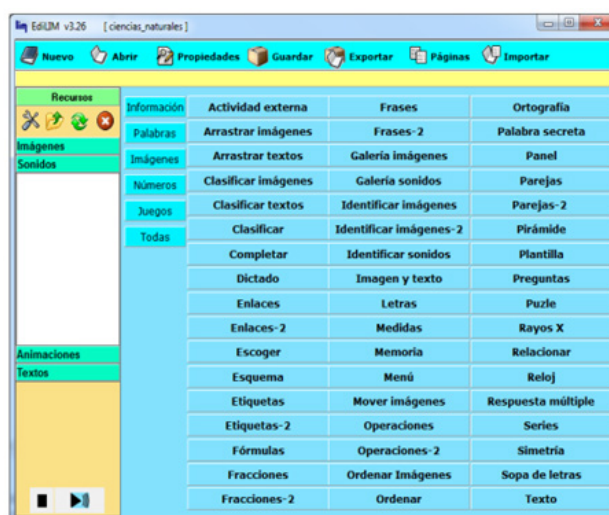 EdiLIM v3.26 [ciencias_naturales]
Nuevo Abrir Propiedades Guardar Exportar Páginas Importar
Recursos
Imágenes
Sonidos
Animaciones
Textos
Información
Palabras
Imágenes
Números
Juegos
Todas
Actividad externa Frases Ortografía
Arrastrar imágenes Frases-2 Palabra secreta
Arrastrar textos Galería imágenes Panel
Clasificar imágenes Galería sonidos Parejas
Clasificar textos Identificar imágenes Parejas-2
Clasificar Identificar imágenes-2 Pirámide
Completar Identificar sonidos Plantilla
Dictado Imagen y texto Preguntas
Enlaces Letras Puzle
Enlaces-2 Medidas Rayos X
Escoger Memoria Relacionar
Esquema Menú Reloj
Etiquetas Mover imágenes Respuesta múltiple
Etiquetas-2 Operaciones Series
Fórmulas Operaciones-2 Simetría
Fracciones Ordenar Imágenes Sopa de letras
Fracciones-2 Ordenar Texto